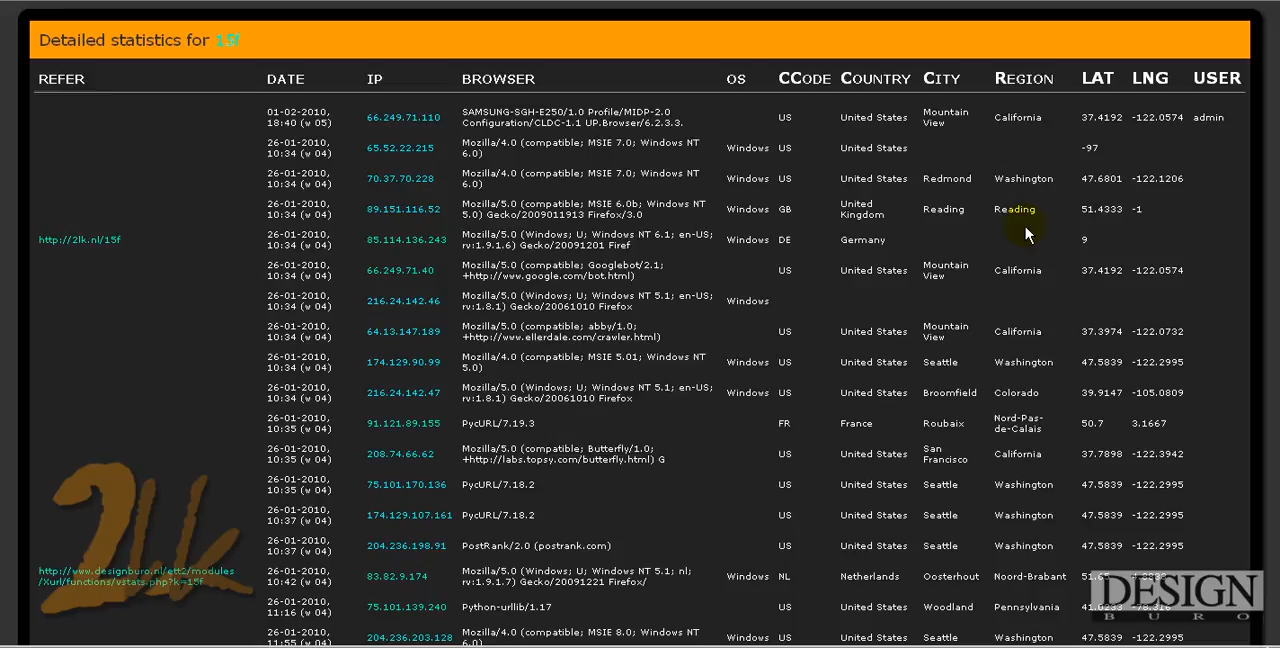 Detailed statistics for 15f
REFER DATE IP BROWSER OS CCODE COUNTRY CITY REGION LAT LNG USER
01-02-2010, 18:40 (w 05) 66.249.71.110 SAMSUNG-SGH-E250/1.0 Profile/MIDP-2.0 Configuration/CLDC-1.1 UP.Browser/6.2.3.3. US United States Mountain View California 37.4192 -122.0574 admin
26-01-2010, 10:34 (w 04) 65.52.22.215 Mozilla/4.0 (compatible; MSIE 7.0; Windows NT 6.0) Windows US United States -97
26-01-2010, 10:34 (w 04) 70.37.70.228 Mozilla/4.0 (compatible; MSIE 7.0; Windows NT 6.0) Windows US United States Redmond Washington 47.6801 -122.1206
26-01-2010, 10:34 (w 04) 89.151.116.52 Mozilla/5.0 (compatible; MSIE 6.0b; Windows NT 5.0) Gecko/2009011913 Firefox/3.0 Windows GB United Kingdom Reading Reading 51.4333 -1
http://2lk.nl/15f 26-01-2010, 10:34 (w 04) 85.114.136.243 Mozilla/5.0 (Windows; U; Windows NT 6.1; en-US; rv:1.9.1.6) Gecko/20091201 Firef Windows DE Germany 9
26-01-2010, 10:34 (w 04) 66.249.71.40 Mozilla/5.0 (compatible; Googlebot/2.1; +http://www.google.com/bot.html) US United States Mountain View California 37.4192 -122.0574
26-01-2010, 10:34 (w 04) 216.24.142.46 Mozilla/5.0 (Windows; U; Windows NT 5.1; en-US; rv:1.8.1) Gecko/20061010 Firefox Windows
26-01-2010, 10:34 (w 04) 64.13.147.189 Mozilla/5.0 (compatible; abby/1.0; +http://www.ellerdale.com/crawler.html) US United States Mountain View California 37.3974 -122.0732
26-01-2010, 10:34 (w 04) 174.129.90.99 Mozilla/4.0 (compatible; MSIE 5.01; Windows NT 5.0) Windows US United States Seattle Washington 47.5839 -122.2995
26-01-2010, 10:34 (w 04) 216.24.142.47 Mozilla/5.0 (Windows; U; Windows NT 5.1; en-US; rv:1.8.1) Gecko/20061010 Firefox Windows US United States Broomfield Colorado 39.9147 -105.0809
26-01-2010, 10:35 (w 04) 91.121.89.155 PycURL/7.19.3 FR France Roubaix Nord-Pas-de-Calais 50.7 3.1667
26-01-2010, 10:35 (w 04) 208.74.66.62 Mozilla/5.0 (compatible; Butterfly/1.0; +http://labs.topsy.com/butterfly.html) G US United States San Francisco California 37.7898 -122.3942
26-01-2010, 10:35 (w 04) 75.101.170.136 PycURL/7.18.2 US United States Seattle Washington 47.5839 -122.2995
26-01-2010, 10:37 (w 04) 174.129.107.161 PycURL/7.18.2 US United States Seattle Washington 47.5839 -122.2995
26-01-2010, 10:37 (w 04) 204.236.198.91 PostRank/2.0 (postrank.com) US United States Seattle Washington 47.5839 -122.2995
http://www.designburo.nl/ett2/modules/Xurl/functions/vstats.php?k=15f 26-01-2010, 10:42 (w 04) 83.82.9.174 Mozilla/5.0 (Windows; U; Windows NT 5.1; nl; rv:1.9.1.7) Gecko/20091221 Firefox/ Windows NL Netherlands Oosterhout Noord-Brabant
26-01-2010, 11:16 (w 04) 75.101.139.240 Python-urllib/1.17 US United States Woodland Pennsylvania
26-01-2010, 11:55 (w 04) 204.236.203.128 Mozilla/4.0 (compatible; MSIE 8.0; Windows NT 6.0) Windows US United States Seattle Washington 47.5839 -122.2995
2lk
DESIGN
BURO